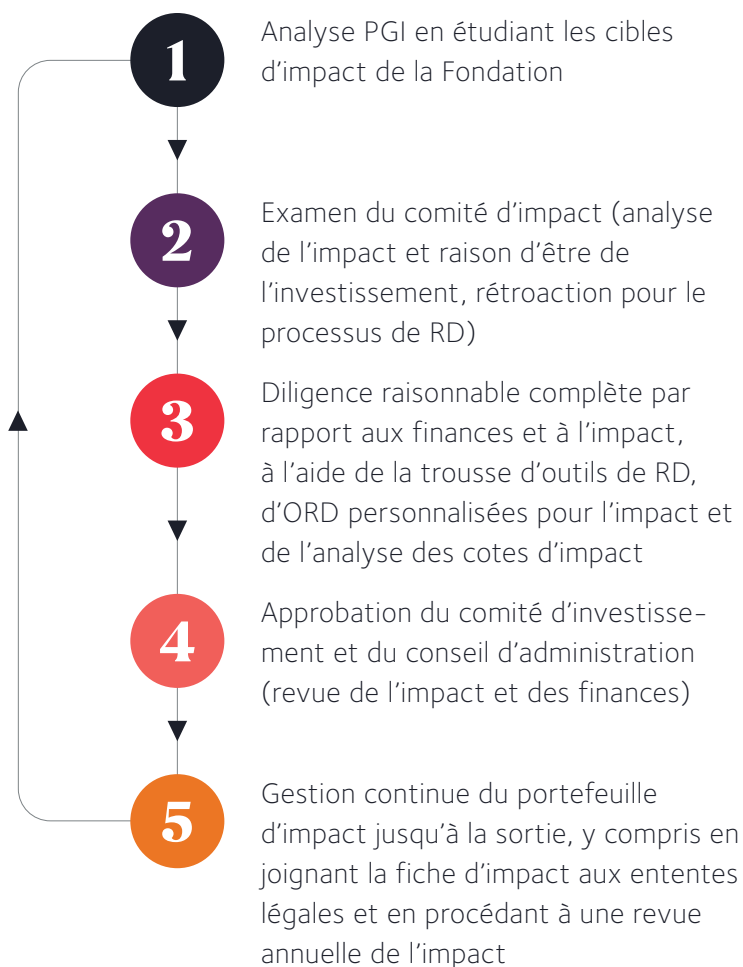 1
Analyse PGI en étudiant les cibles
d’impact de la Fondation
2
Examen du comité d’impact (analyse
de l’impact et raison d’être de
l’investissement, rétroaction pour le
processus de RD)
3
Diligence raisonnable complète par
rapport aux finances et à l’impact,
à l’aide de la trousse d’outils de RD,
d’ORD personnalisées pour l’impact et
de l’analyse des cotes d’impact
4
Approbation du comité d’investisse-
ment et du conseil d’administration
(revue de l’impact et des finances)
5
Gestion continue du portefeuille
d’impact jusqu’à la sortie, y compris en
joignant la fiche d’impact aux ententes
légales et en procédant à une revue
annuelle de l’impact